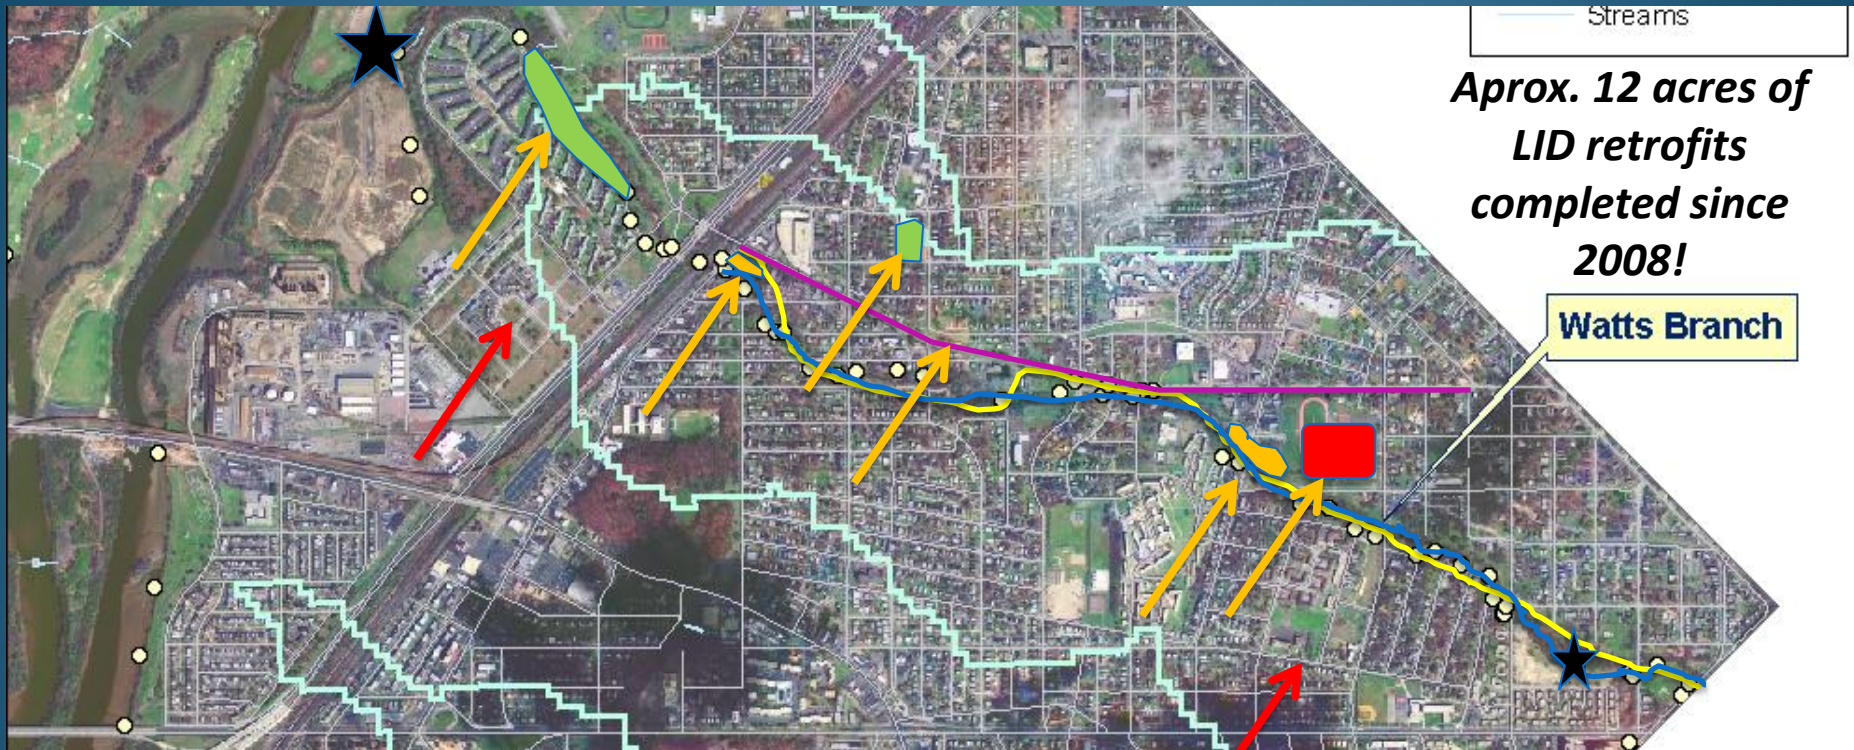 Streams
Aprox. 12 acres of
LID retrofits
completed since
2008!
Watts Branch